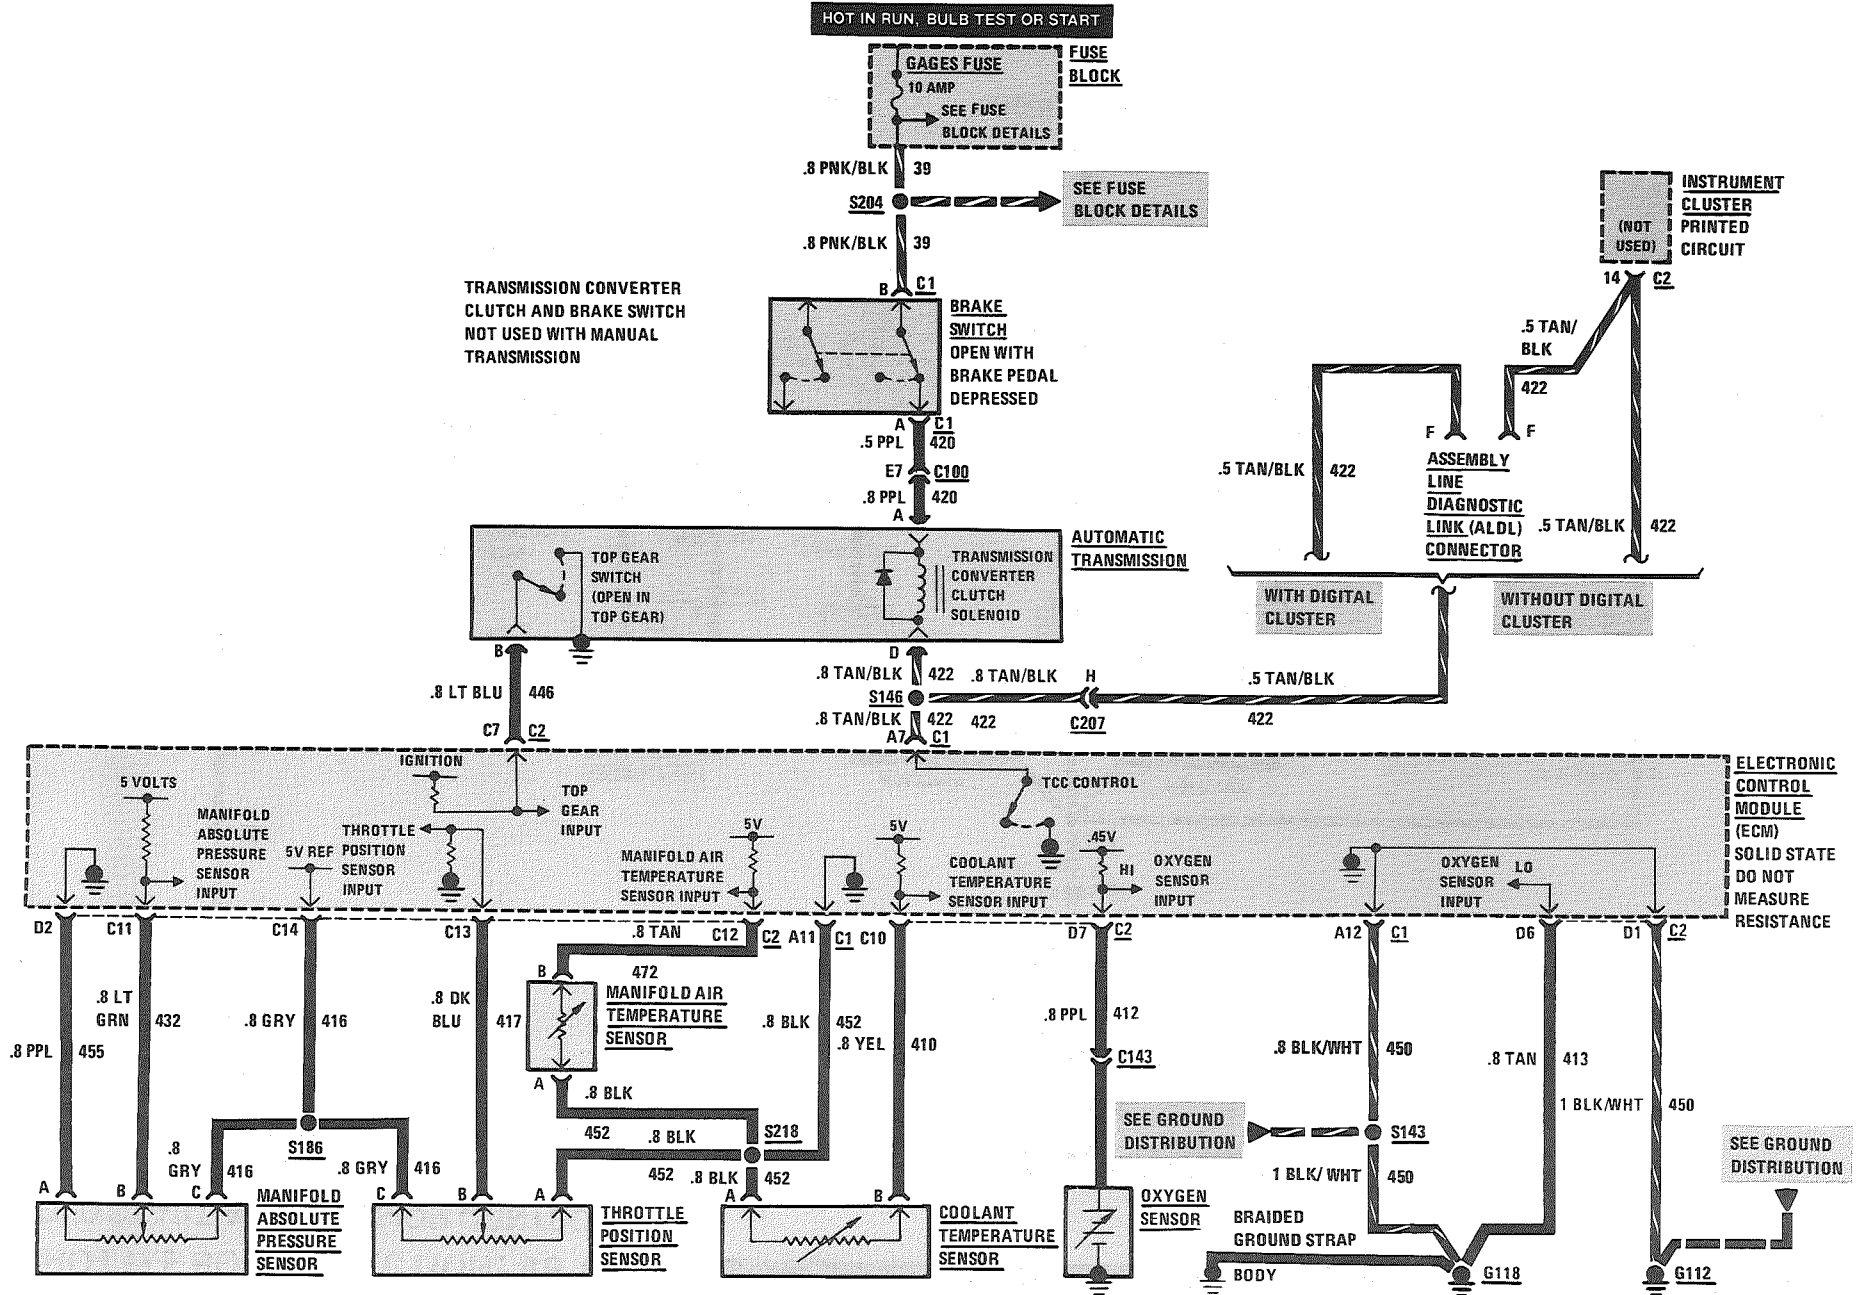 HOT IN RUN, BULB TEST OR START
FUSE
BLOCK
GAGES FUSE
10 AMP
SEE FUSE
BLOCK DETAILS
.8 PNK/BLK
39
S204
SEE FUSE
BLOCK DETAILS
.8 PNK/BLK
39
B
C1
BRAKE
SWITCH
OPEN WITH
BRAKE PEDAL
DEPRESSED
TRANSMISSION CONVERTER
CLUTCH AND BRAKE SWITCH
NOT USED WITH MANUAL
TRANSMISSION
A
C1
.5 PPL
420
E7
C100
.8 PPL
420
A
INSTRUMENT
CLUSTER
PRINTED
CIRCUIT
(NOT
USED)
14
C2
.5 TAN/
BLK
422
F
F
.5 TAN/BLK
422
ASSEMBLY
LINE
DIAGNOSTIC
LINK (ALDL)
CONNECTOR
.5 TAN/BLK
422
WITH DIGITAL
CLUSTER
WITHOUT DIGITAL
CLUSTER
AUTOMATIC
TRANSMISSION
TOP GEAR
SWITCH
(OPEN IN
TOP GEAR)
TRANSMISSION
CONVERTER
CLUTCH
SOLENOID
B
D
.8 LT BLU
446
.8 TAN/BLK
422
.8 TAN/BLK
H
.5 TAN/BLK
S146
.8 TAN/BLK
422
422
C207
422
C7
C2
A7
C1
ELECTRONIC
CONTROL
MODULE
(ECM)
SOLID STATE
DO NOT
MEASURE
RESISTANCE
5 VOLTS
MANIFOLD
ABSOLUTE
PRESSURE
SENSOR
INPUT
5V REF
IGNITION
TOP
GEAR
INPUT
THROTTLE
POSITION
SENSOR
INPUT
5V
MANIFOLD AIR
TEMPERATURE
SENSOR INPUT
5V
COOLANT
TEMPERATURE
SENSOR INPUT
TCC CONTROL
.45V
HI
OXYGEN
SENSOR
INPUT
OXYGEN
SENSOR
INPUT
LO
D2
C11
C14
C13
.8 TAN
C12
C2
A11
C1
C10
D7
C2
A12
C1
D6
D1
C2
472
B
MANIFOLD AIR
TEMPERATURE
SENSOR
A
.8 PPL
455
.8 LT
GRN
432
.8 GRY
416
.8 DK
BLU
417
.8 BLK
452
.8 YEL
410
.8 PPL
412
C143
.8 BLK/WHT
450
.8 TAN
413
1 BLK/WHT
450
.8 BLK
452
.8 BLK
S218
452
.8 BLK
452
S186
.8
GRY
416
.8 GRY
416
SEE GROUND
DISTRIBUTION
S143
1 BLK/ WHT
450
SEE GROUND
DISTRIBUTION
A
B
C
MANIFOLD
ABSOLUTE
PRESSURE
SENSOR
C
B
A
THROTTLE
POSITION
SENSOR
A
B
COOLANT
TEMPERATURE
SENSOR
OXYGEN
SENSOR
BRAIDED
GROUND STRAP
BODY
G118
G112